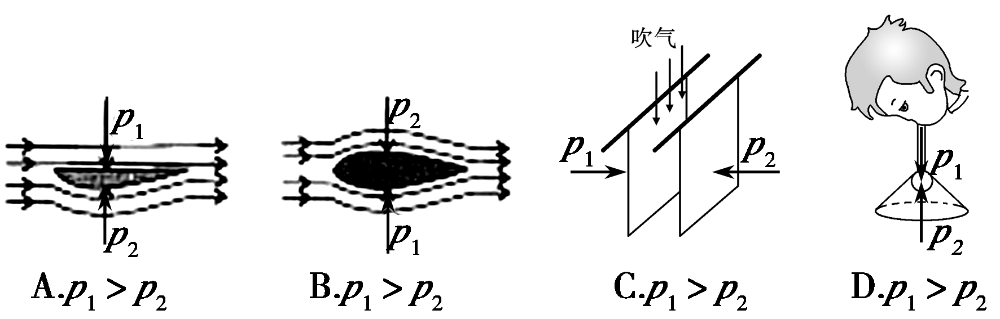 吹气
p₁
p₂
p₂
p₁
p₁
p₂
p₁
p₂
A.p₁ > p₂
B.p₁ > p₂
C.p₁ > p₂
D.p₁ > p₂